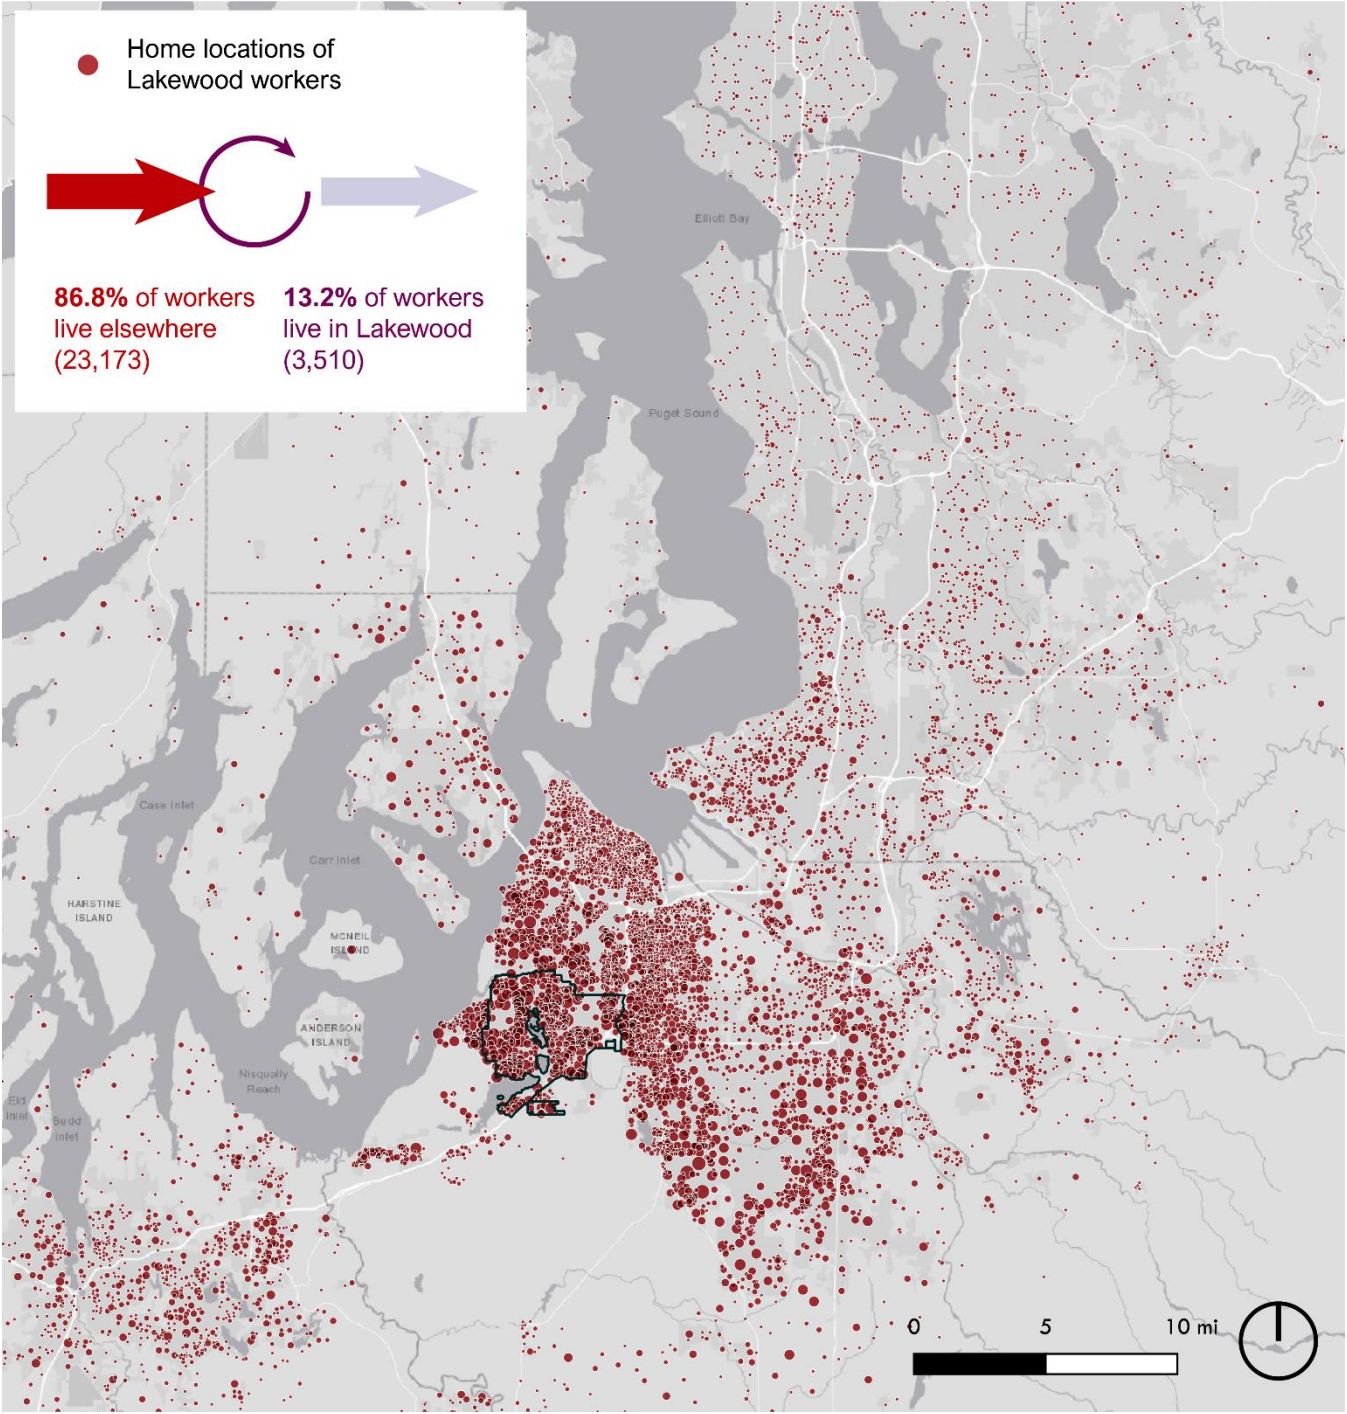 Home locations of
Lakewood workers
86.8% of workers
live elsewhere
(23,173)
13.2% of workers
live in Lakewood
(3,510)
Elliott Bay
Puget Sound
Case Inlet
Carr Inlet
HARSTINE
ISLAND
MCNEIL
ISLAND
ANDERSON
ISLAND
Nisqually
Reach
Eld
Inlet
Budd
Inlet
0 5 10 mi